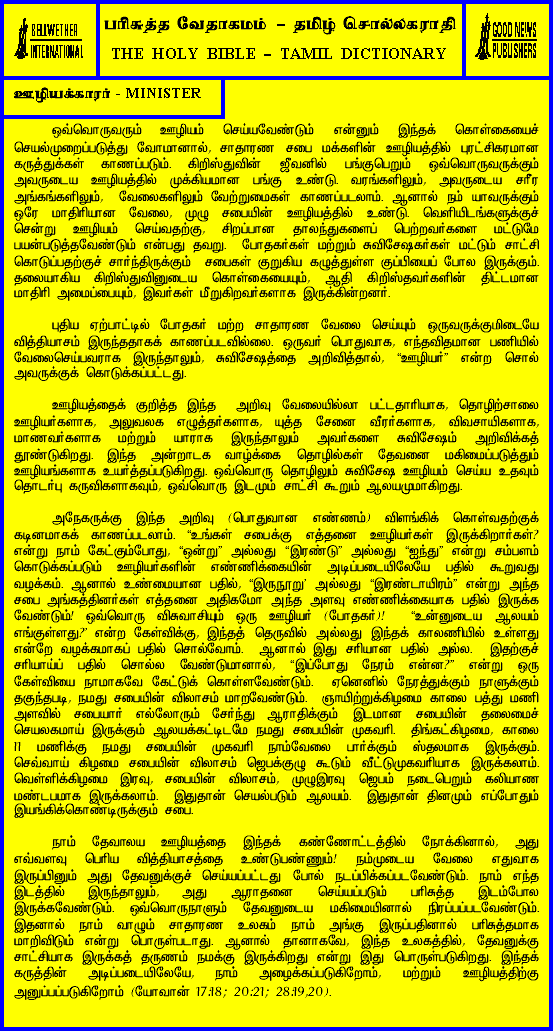 BELLWETHER
INTERNATIONAL
பரிசுத்த வேதாகமம் – தமிழ் சொல்லகராதி
THE HOLY BIBLE – TAMIL DICTIONARY
GOOD NEWS
PUBLISHERS
ஊழியக்காரர் - MINISTER
ஒவ்வொருவரும் ஊழியம் செய்யவேண்டும் என்னும் இந்தக் கொள்கையைச்
செயல்முறைப்படுத்து வோமானால், சாதாரண சபை மக்களின் ஊழியத்தில் புரட்சிகரமான
கருத்துக்கள் காணப்படும். கிறிஸ்துவின் ஜீவனில் பங்குபெறும் ஒவ்வொருவருக்கும்
அவருடைய ஊழியத்தில் முக்கியமான பங்கு உண்டு. வரங்களிலும், அவருடைய சரீர
அங்கங்களிலும், வேலைகளிலும் வேற்றுமைகள் காணப்படலாம். ஆனால் நம் யாவருக்கும்
ஒரே மாதிரியான வேலை, முழு சபையின் ஊழியத்தில் உண்டு. வெளியிடங்களுக்குச்
சென்று ஊழியம் செய்வதற்கு, சிறப்பான தாலந்துகளைப் பெற்றவர்களை மட்டுமே
பயன்படுத்தவேண்டும் என்பது தவறு. போதகர்கள் மற்றும் சுவிசேஷகர்கள் மட்டும் சாட்சி
கொடுப்பதற்குச் சார்ந்திருக்கும் சபைகள் குறுகிய கழுத்துள்ள குப்பியைப் போல இருக்கும்.
தலையாகிய கிறிஸ்துவினுடைய கொள்கையையும், ஆதி கிறிஸ்தவர்களின் திட்டமான
மாதிரி அமைப்பையும், இவர்கள் மீறுகிறவர்களாக இருக்கின்றனர்.
புதிய ஏற்பாட்டில் போதகர் மற்ற சாதாரண வேலை செய்யும் ஒருவருக்குமிடையே
வித்தியாசம் இருந்ததாகக் காணப்படவில்லை. ஒருவர் பொதுவாக, எந்தவிதமான பணியில்
வேலைசெய்பவராக இருந்தாலும், சுவிசேஷத்தை அறிவித்தால், “ஊழியர்” என்ற சொல்
அவருக்குக் கொடுக்கப்பட்டது.
ஊழியத்தைக் குறித்த இந்த அறிவு வேலையில்லா பட்டதாரியாக, தொழிற்சாலை
ஊழியர்களாக, அலுவலக எழுத்தர்களாக, யுத்த சேனை வீரர்களாக, விவசாயிகளாக,
மாணவர்களாக மற்றும் யாராக இருந்தாலும் அவர்களை சுவிசேஷம் அறிவிக்கத்
தூண்டுகிறது. இந்த அன்றாடக வாழ்க்கை தொழில்கள் தேவனை மகிமைப்படுத்தும்
ஊழியங்களாக உயர்த்தப்படுகிறது. ஒவ்வொரு தொழிலும் சுவிசேஷ ஊழியம் செய்ய உதவும்
தொடர்பு கருவிகளாகவும், ஒவ்வொரு இடமும் சாட்சி கூறும் ஆலயமுமாகிறது.
அநேகருக்கு இந்த அறிவு (பொதுவான எண்ணம்) விளங்கிக் கொள்வதற்குக்
கடினமாகக் காணப்படலாம். “உங்கள் சபைக்கு எத்தனை ஊழியர்கள் இருக்கிறார்கள்?
என்று நாம் கேட்கும்போது, “ஒன்று” அல்லது “இரண்டு” அல்லது “ஐந்து” என்று சம்பளம்
கொடுக்கப்படும் ஊழியர்களின் எண்ணிக்கையின் அடிப்படையிலேயே பதில் கூறுவது
வழக்கம். ஆனால் உண்மையான பதில், “இருநூறு’ அல்லது “இரண்டாயிரம்” என்று அந்த
சபை அங்கத்தினர்கள் எத்தனை அதிகமோ அந்த அளவு எண்ணிக்கையாக பதில் இருக்க
வேண்டும்! ஒவ்வொரு விசுவாசியும் ஒரு ஊழியர் (போதகர்)! “உன்னுடைய ஆலயம்
எங்குள்ளது?” என்ற கேள்விக்கு, இந்தத் தெருவில் அல்லது இந்தக் காலணியில் உள்ளது
என்றே வழக்கமாகப் பதில் சொல்வோம். ஆனால் இது சரியான பதில் அல்ல. இதற்குச்
சரியாய்ப் பதில் சொல்ல வேண்டுமானால், “இப்போது நேரம் என்ன?” என்று ஒரு
கேள்வியை நாமாகவே கேட்டுக் கொள்ளவேண்டும். ஏனெனில் நேரத்துக்கும் நாளுக்கும்
தகுந்தபடி, நமது சபையின் விலாசம் மாறவேண்டும். ஞாயிற்றுக்கிழமை காலை பத்து மணி
அளவில் சபையார் எல்லோரும் சேர்ந்து ஆராதிக்கும் இடமான சபையின் தலைமைச்
செயலகமாய் இருக்கும் ஆலயக்கட்டிடமே நமது சபையின் முகவரி. திங்கட்கிழமை, காலை
11 மணிக்கு நமது சபையின் முகவரி நாம்வேலை பார்க்கும் ஸ்தலமாக இருக்கும்.
செவ்வாய் கிழமை சபையின் விலாசம் ஜெபக்குழு கூடும் வீட்டுமுகவரியாக இருக்கலாம்.
வெள்ளிக்கிழமை இரவு, சபையின் விலாசம், முழுஇரவு ஜெபம் நடைபெறும் கலியாண
மண்டபமாக இருக்கலாம். இதுதான் செயல்படும் ஆலயம். இதுதான் தினமும் எப்போதும்
இயங்கிக்கொண்டிருக்கும் சபை.
நாம் தேவாலய ஊழியத்தை இந்தக் கண்ணோட்டத்தில் நோக்கினால், அது
எவ்வளவு பெரிய வித்தியாசத்தை உண்டுபண்ணும்! நம்முடைய வேலை எதுவாக
இருப்பினும் அது தேவனுக்குச் செய்யப்பட்டது போல் நடப்பிக்கப்படவேண்டும். நாம் எந்த
இடத்தில் இருந்தாலும், அது ஆராதனை செய்யப்படும் பரிசுத்த இடம்போல
இருக்கவேண்டும். ஒவ்வொருநாளும் தேவனுடைய மகிமையினால் நிரப்பப்படவேண்டும்.
இதனால் நாம் வாழும் சாதாரண உலகம் நாம் அங்கு இருப்பதினால் பரிசுத்தமாக
மாறிவிடும் என்று பொருள்படாது. ஆனால் தானாகவே, இந்த உலகத்தில், தேவனுக்கு
சாட்சியாக இருக்கத் தருணம் நமக்கு இருக்கிறது என்று இது பொருள்படுகிறது. இந்தக்
கருத்தின் அடிப்படையிலேயே, நாம் அழைக்கப்படுகிறோம், மற்றும் ஊழியத்திற்கு
அனுப்பப்படுகிறோம் (யோவான் 17:18; 20:21; 28:19,20).